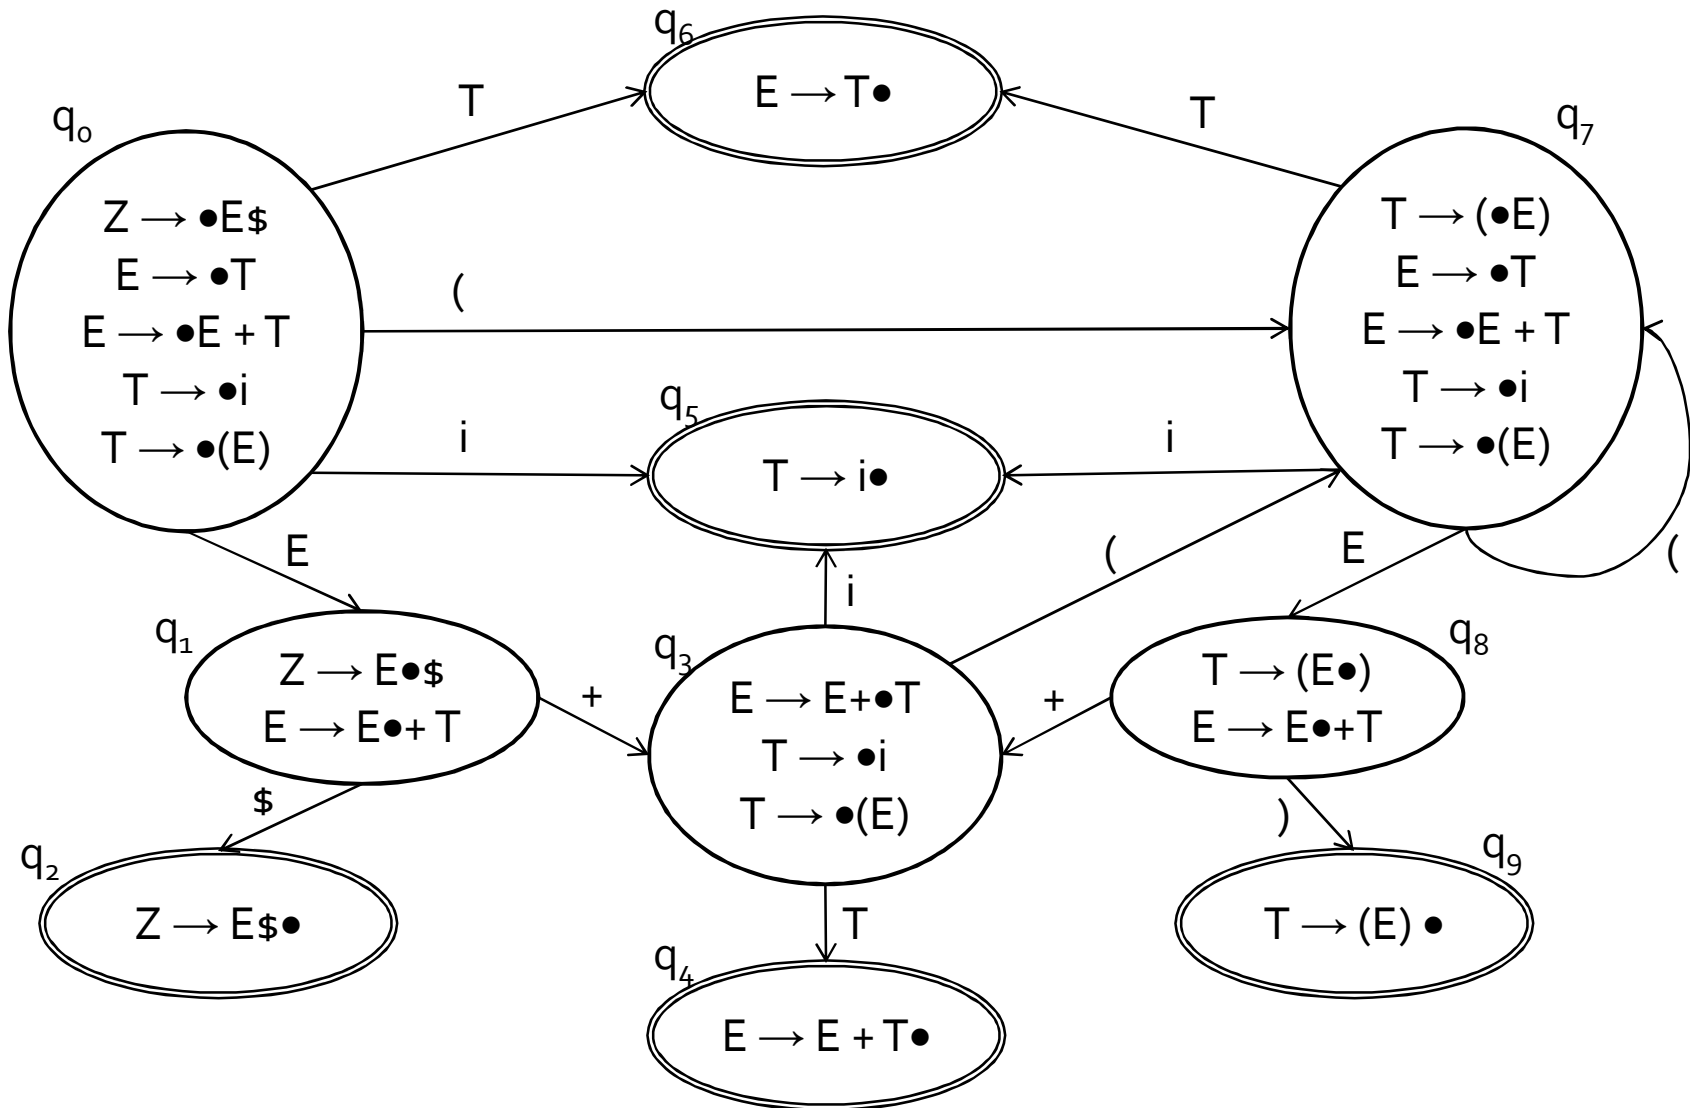 q₆
E → T●
T
T
q₀
q₇
Z → ●E$
E → ●T
E → ●E + T
T → ●i
T → ●(E)
T → (●E)
E → ●T
E → ●E + T
T → ●i
T → ●(E)
(
q₅
T → i●
i
i
E
i
(
E
(
q₁
Z → E●$
E → E●+ T
+
q₃
E → E+●T
T → ●i
T → ●(E)
+
q₈
T → (E●)
E → E●+T
$
)
q₂
Z → E$●
T
q₉
T → (E) ●
q₄
E → E + T●